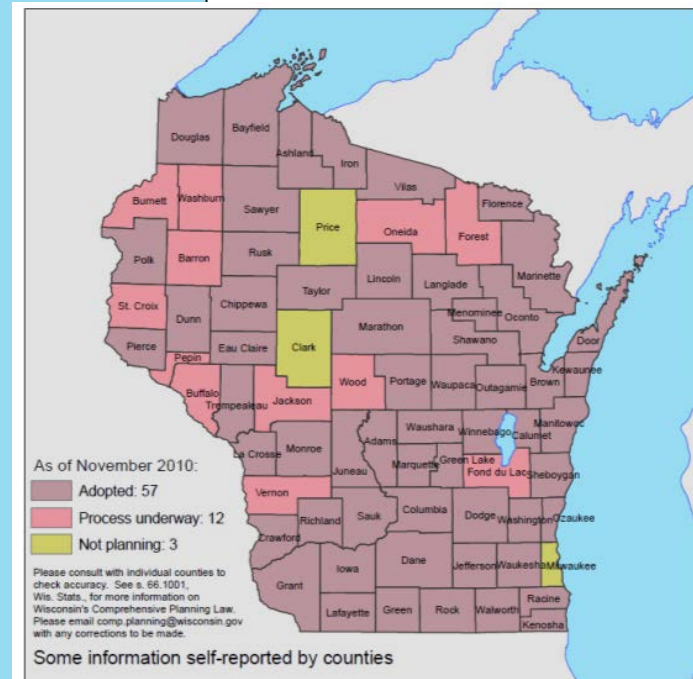 Douglas
Bayfield
Ashland
Iron
Vilas
Burnett
Washburn
Sawyer
Price
Oneida
Forest
Florence
Polk
Barron
Rusk
Lincoln
Langlade
Marinette
St. Croix
Dunn
Chippewa
Taylor
Menominee
Oconto
Pierce
Pepin
Eau Claire
Clark
Marathon
Shawano
Door
Kewaunee
Buffalo
Trempealeau
Jackson
Wood
Portage
Waupaca
Outagamie
Brown
La Crosse
Monroe
Juneau
Adams
Waushara
Winnebago
Calumet
Manitowoc
Marquette
Green Lake
Fond du Lac
Sheboygan
Vernon
Crawford
Richland
Sauk
Columbia
Dodge
Washington
Ozaukee
Grant
Iowa
Dane
Jefferson
Waukesha
Milwaukee
Lafayette
Green
Rock
Walworth
Racine
Kenosha
As of November 2010:
Adopted: 57
Process underway: 12
Not planning: 3
Please consult with individual counties to
check accuracy. See s. 66.1001,
Wis. Stats., for more information on
Wisconsin's Comprehensive Planning Law.
Please email comp.planning@wisconsin.gov
with any corrections to be made.
Some information self-reported by counties